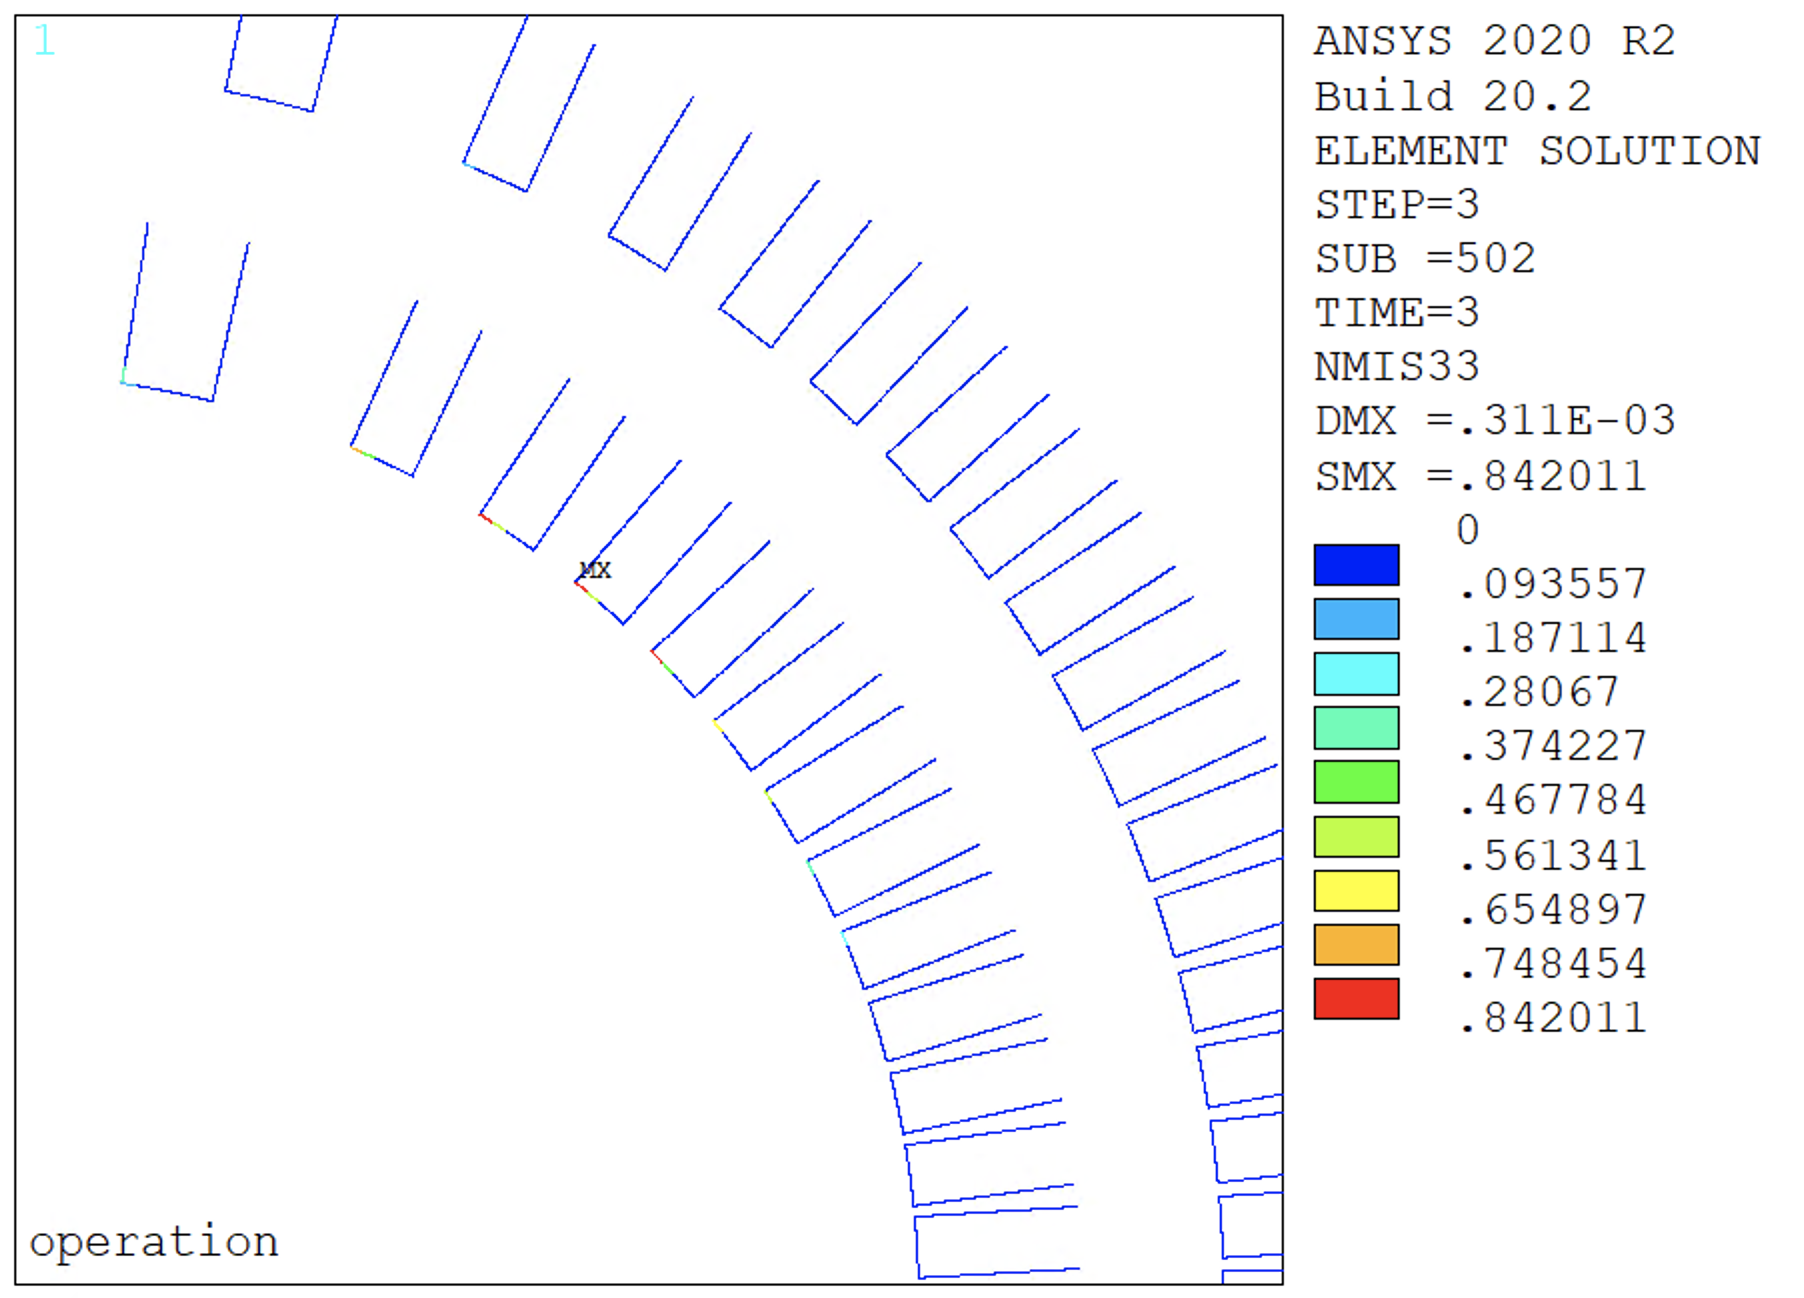 1
ANSYS 2020 R2
Build 20.2
ELEMENT SOLUTION
STEP=3
SUB =502
TIME=3
NMIS33
DMX =.311E-03
SMX =.842011
0
.093557
.187114
.28067
.374227
.467784
.561341
.654897
.748454
.842011
MX
operation